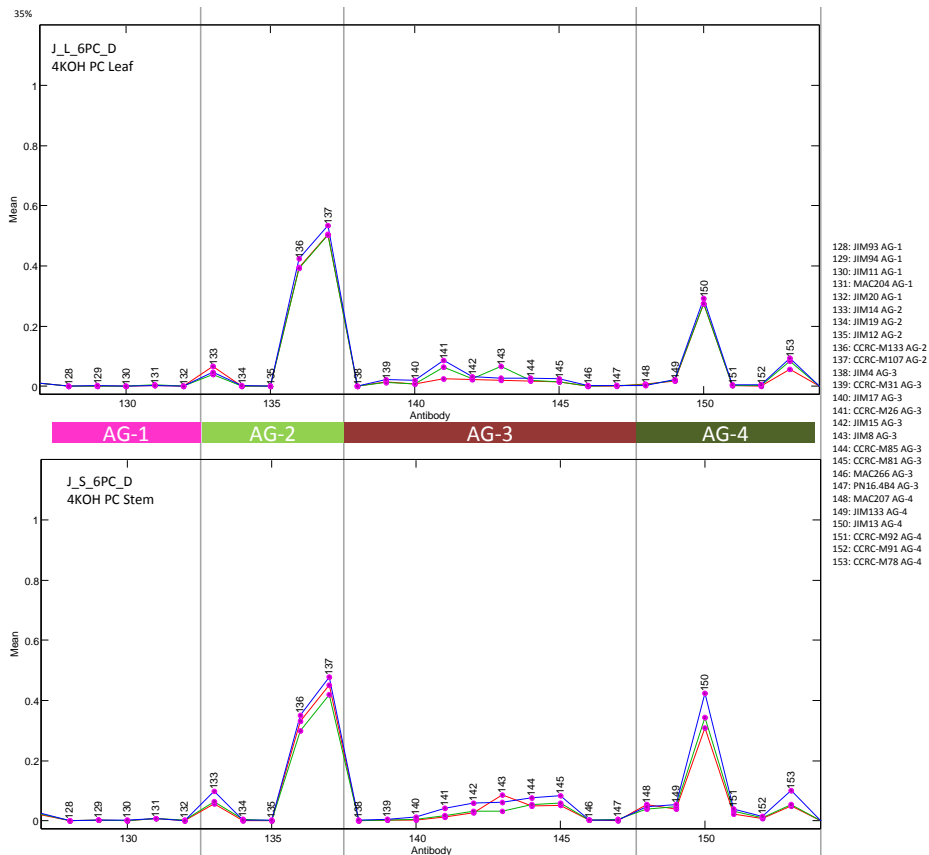 35%
J_L_6PC_D
4KOH PC Leaf
1
0.8
0.6
0.4
0.2
0
Mean
128
129
130
131
132
133
134
135
136
137
138
139
140
141
142
143
144
145
146
147
148
149
150
151
152
153
130
135
140
145
150
Antibody
AG-1 AG-2 AG-3 AG-4
J_S_6PC_D
4KOH PC Stem
1
0.8
0.6
0.4
0.2
0
Mean
128
129
130
131
132
133
134
135
136
137
138
139
140
141
142
143
144
145
146
147
148
149
150
151
152
153
130
135
140
145
150
Antibody
128: JIM93 AG-1
129: JIM94 AG-1
130: JIM11 AG-1
131: MAC204 AG-1
132: JIM20 AG-1
133: JIM14 AG-2
134: JIM19 AG-2
135: JIM12 AG-2
136: CCRC-M133 AG-2
137: CCRC-M107 AG-2
138: JIM4 AG-3
139: CCRC-M31 AG-3
140: JIM17 AG-3
141: CCRC-M26 AG-3
142: JIM15 AG-3
143: JIM8 AG-3
144: CCRC-M85 AG-3
145: CCRC-M81 AG-3
146: MAC266 AG-3
147: PN16.4B4 AG-3
148: MAC207 AG-4
149: JIM133 AG-4
150: JIM13 AG-4
151: CCRC-M92 AG-4
152: CCRC-M91 AG-4
153: CCRC-M78 AG-4